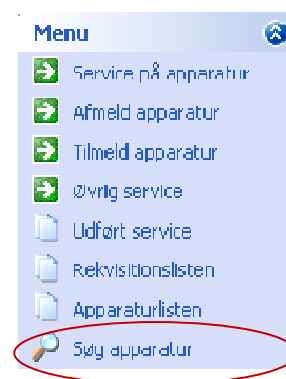 Menu
Service på apparatur
Afmeld apparatur
Tilmeld apparatur
Øvrig service
Udført service
Rekvisitionslisten
Apparaturlisten
Søg apparatur